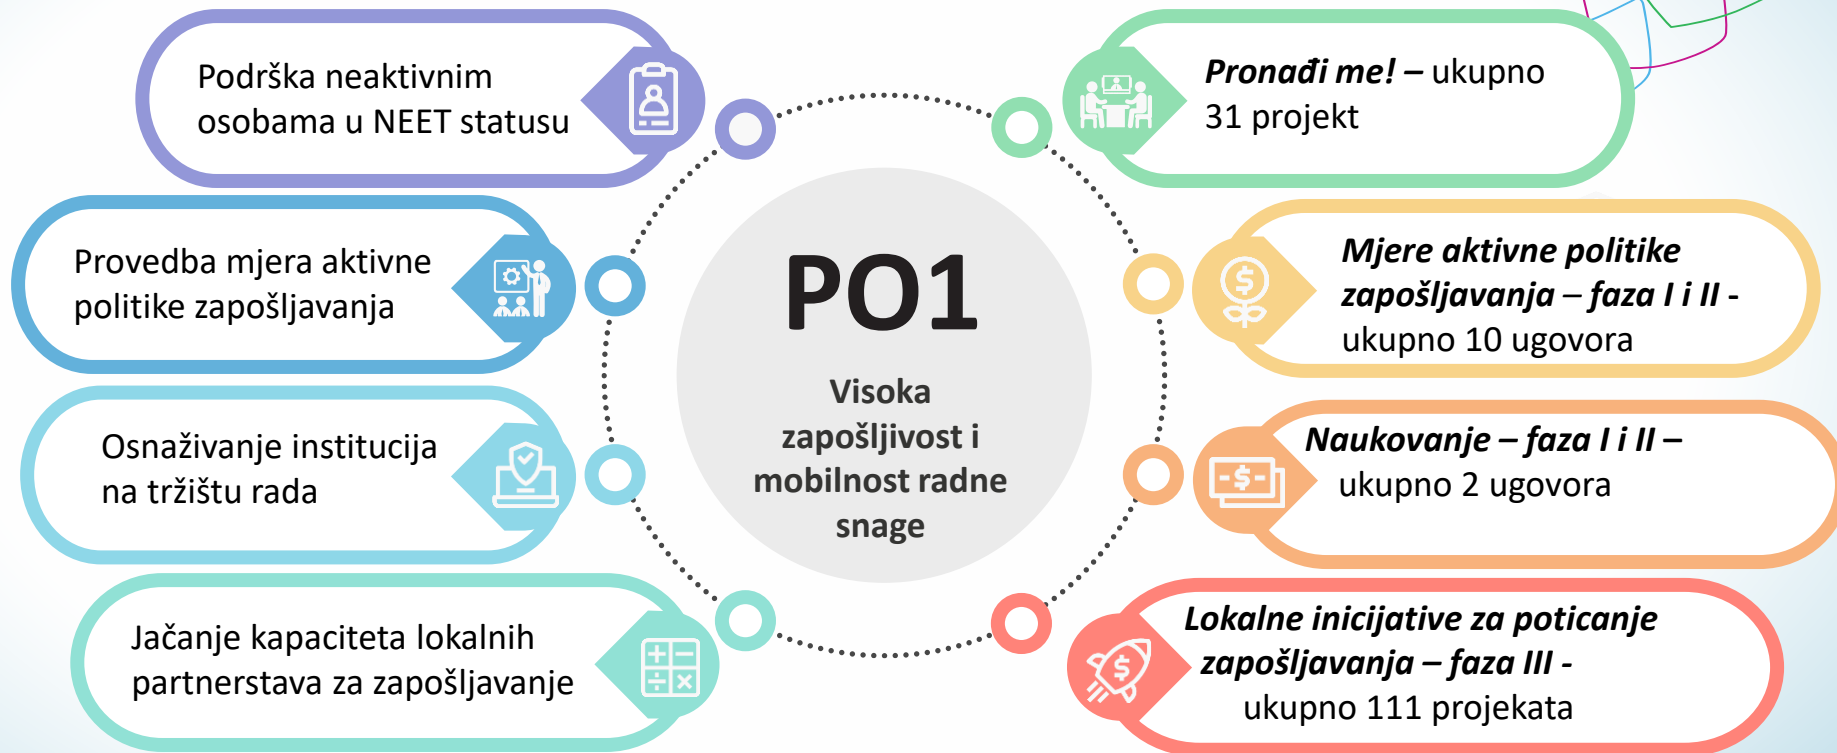 Podrška neaktivnim
osobama u NEET statusu
Provedba mjera aktivne
politike zapošljavanja
Osnaživanje institucija
na tržištu rada
Jačanje kapaciteta lokalnih
partnerstava za zapošljavanje
PO1
Visoka
zapošljivost i
mobilnost radne
snage
Pronađi me! – ukupno
31 projekt
Mjere aktivne politike
zapošljavanja – faza I i II -
ukupno 10 ugovora
Naukovanje – faza I i II –
ukupno 2 ugovora
Lokalne inicijative za poticanje
zapošljavanja – faza III -
ukupno 111 projekata